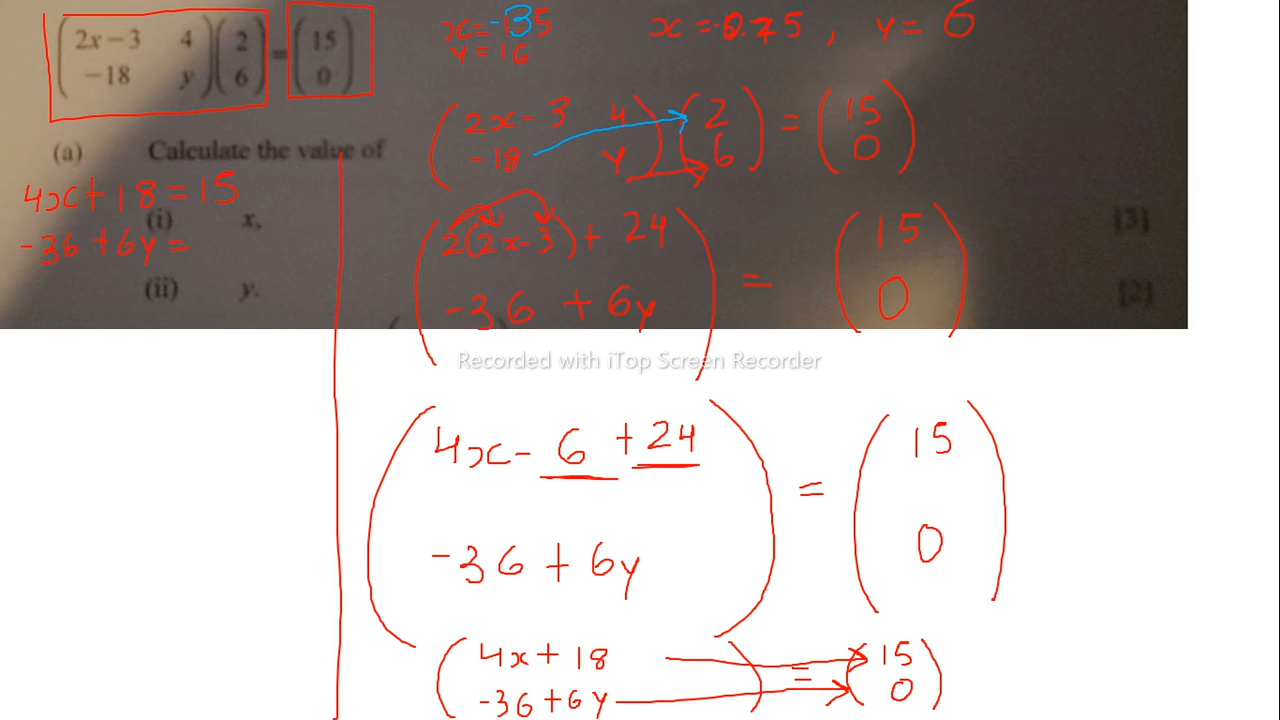 (2x-3 4) (2) = (15)
(-18 y) (6) (0)
x=-135
y=16
x=-0.75, y=6
(2x-3 4) (2) = (15)
(-18 y) (6) (0)
(a) Calculate the value of
4x+18=15
(i) x, [3]
-36+6y=
(ii) y. [2]
(2(2x-3)+24) = (15)
(-36+6y) (0)
Recorded with iTop Screen Recorder
(4x-6+24) = (15)
(-36+6y) (0)
(4x+18) = (15)
(-36+6y) (0)